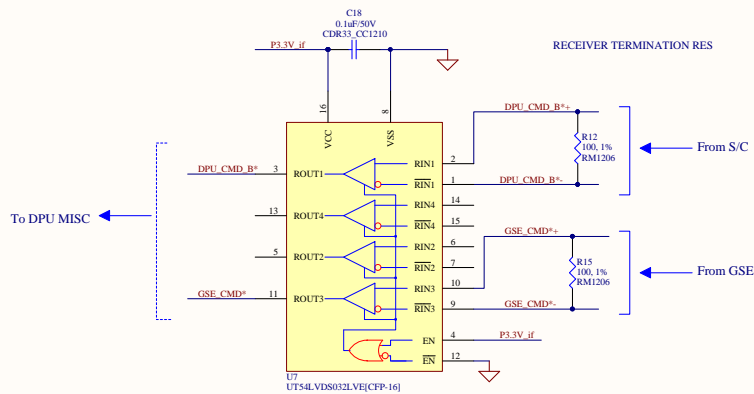 C18
0.1uF/50V
CDR33_CC1210
P3.3V_if
RECEIVER TERMINATION RES
16
8
VCC
VSS
DPU_CMD_B*+
R12
100, 1%
RM1206
From S/C
2
RIN1
DPU_CMD_B*
3
ROUT1
1
RIN1
DPU_CMD_B*-
14
RIN4
To DPU MISC
13
ROUT4
15
RIN4
6
RIN2
GSE_CMD*+
5
ROUT2
7
RIN2
R15
100, 1%
RM1206
From GSE
10
RIN3
GSE_CMD*
11
ROUT3
9
RIN3
GSE_CMD*-
4
EN
P3.3V_if
12
EN
U7
UT54LVDS032LVE[CFP-16]